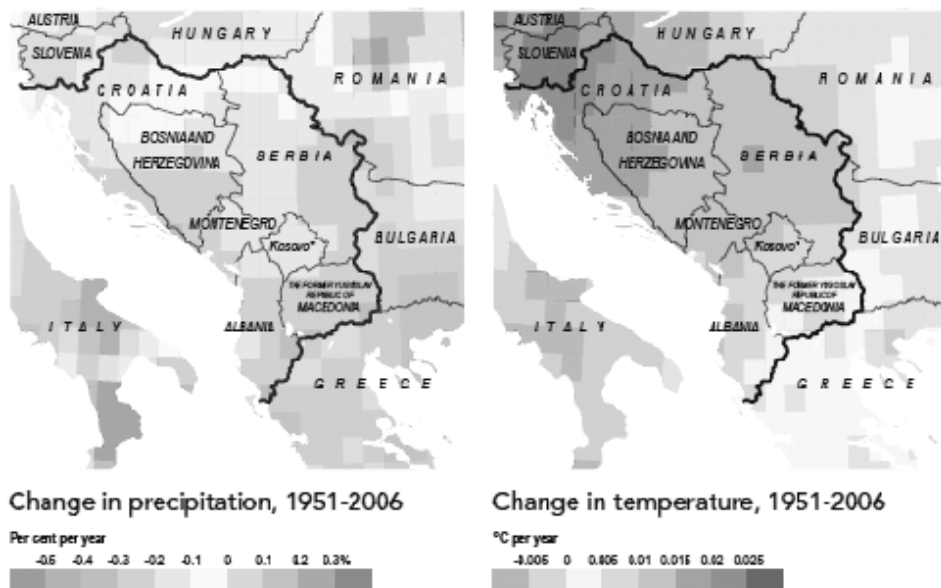 AUSTRIA
SLOVENIA
HUNGARY
ROMANIA
CROATIA
BOSNIA AND
HERZEGOVINA
SERBIA
MONTENEGRO
Kosovo*
BULGARIA
THE FORMER YUGOSLAV
REPUBLIC OF
MACEDONIA
ITALY
ALBANIA
GREECE
Change in precipitation, 1951-2006
Per cent per year
-0.5 -0.4 -0.3 -0.2 -0.1 0 0.1 0.2 0.3%
AUSTRIA
SLOVENIA
HUNGARY
ROMANIA
CROATIA
BOSNIA AND
HERZEGOVINA
SERBIA
MONTENEGRO
Kosovo*
BULGARIA
THE FORMER YUGOSLAV
REPUBLIC OF
MACEDONIA
ITALY
ALBANIA
GREECE
Change in temperature, 1951-2006
°C per year
-0.005 0 0.005 0.01 0.015 0.02 0.025